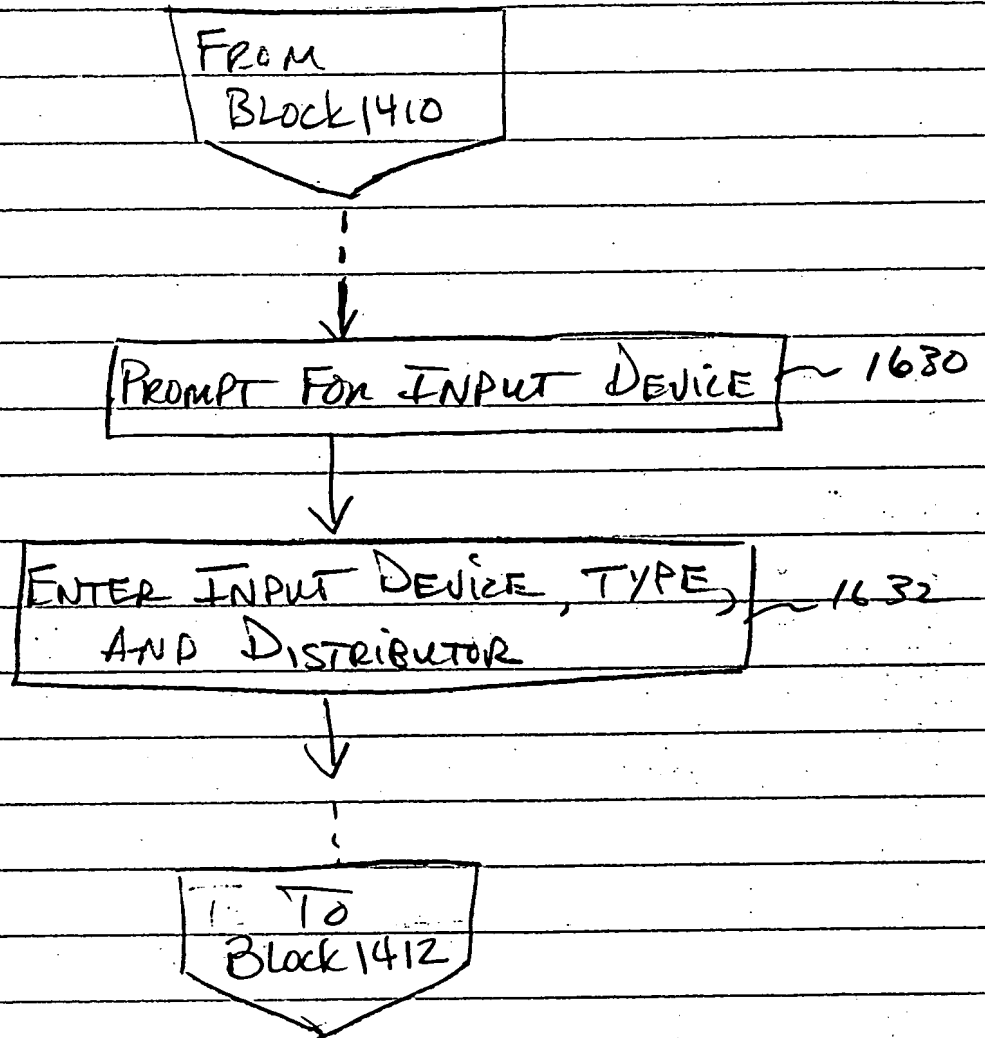 FROM
BLOCK 1410
PROMPT FOR INPUT DEVICE
1630
ENTER INPUT DEVICE, TYPE,
AND DISTRIBUTOR
1632
TO
BLOCK 1412